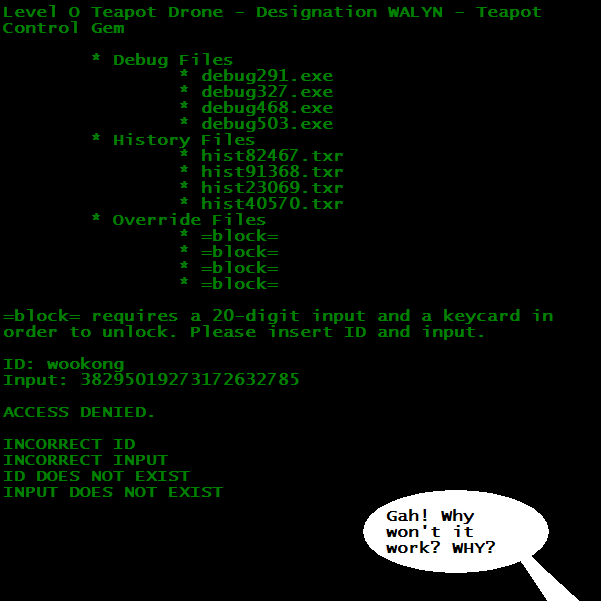 Level O Teapot Drone - Designation WALYN - Teapot
Control Gem
* Debug Files
* debug291.exe
* debug327.exe
* debug468.exe
* debug503.exe
* History Files
* hist82467.txr
* hist91368.txr
* hist23069.txr
* hist40570.txr
* Override Files
* =block=
* =block=
* =block=
* =block=
=block= requires a 20-digit input and a keycard in
order to unlock. Please insert ID and input.
ID: wookong
Input: 38295019273172632785
ACCESS DENIED.
INCORRECT ID
INCORRECT INPUT
ID DOES NOT EXIST
INPUT DOES NOT EXIST
Gah! Why
won't it
work? WHY?